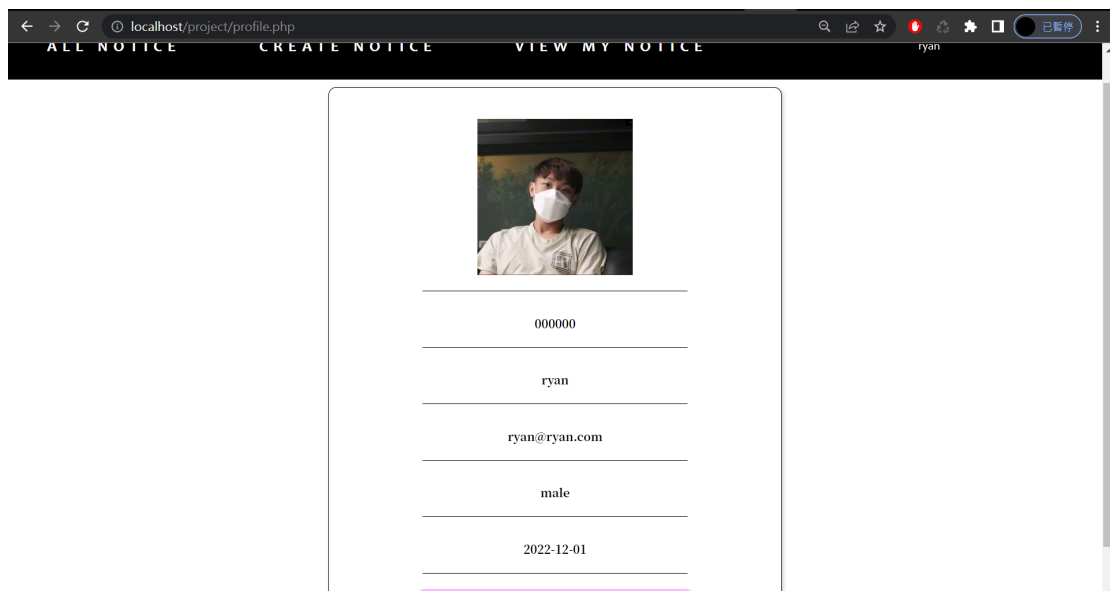 localhost/project/profile.php
已暫停
ALL NOTICE CREATE NOTICE VIEW MY NOTICE ryan
000000
ryan
ryan@ryan.com
male
2022-12-01